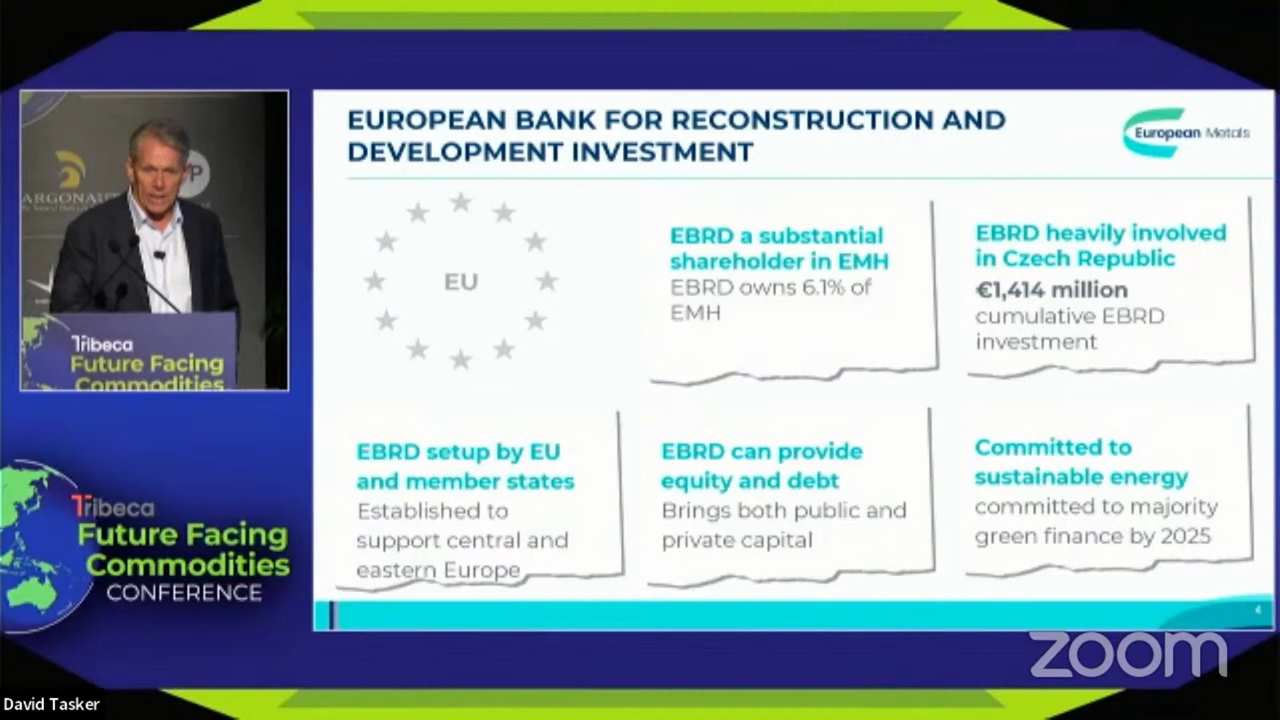 EUROPEAN BANK FOR RECONSTRUCTION AND
DEVELOPMENT INVESTMENT
European Metals
EU
EBRD a substantial
shareholder in EMH
EBRD owns 6.1% of
EMH
EBRD heavily involved
in Czech Republic
€1,414 million
cumulative EBRD
investment
EBRD setup by EU
and member states
Established to
support central and
eastern Europe
EBRD can provide
equity and debt
Brings both public and
private capital
Committed to
sustainable energy
committed to majority
green finance by 2025
4
ARGONAUT
P
Tribeca
Future Facing
Commodities
Tribeca
Future Facing
Commodities
CONFERENCE
zoom
David Tasker